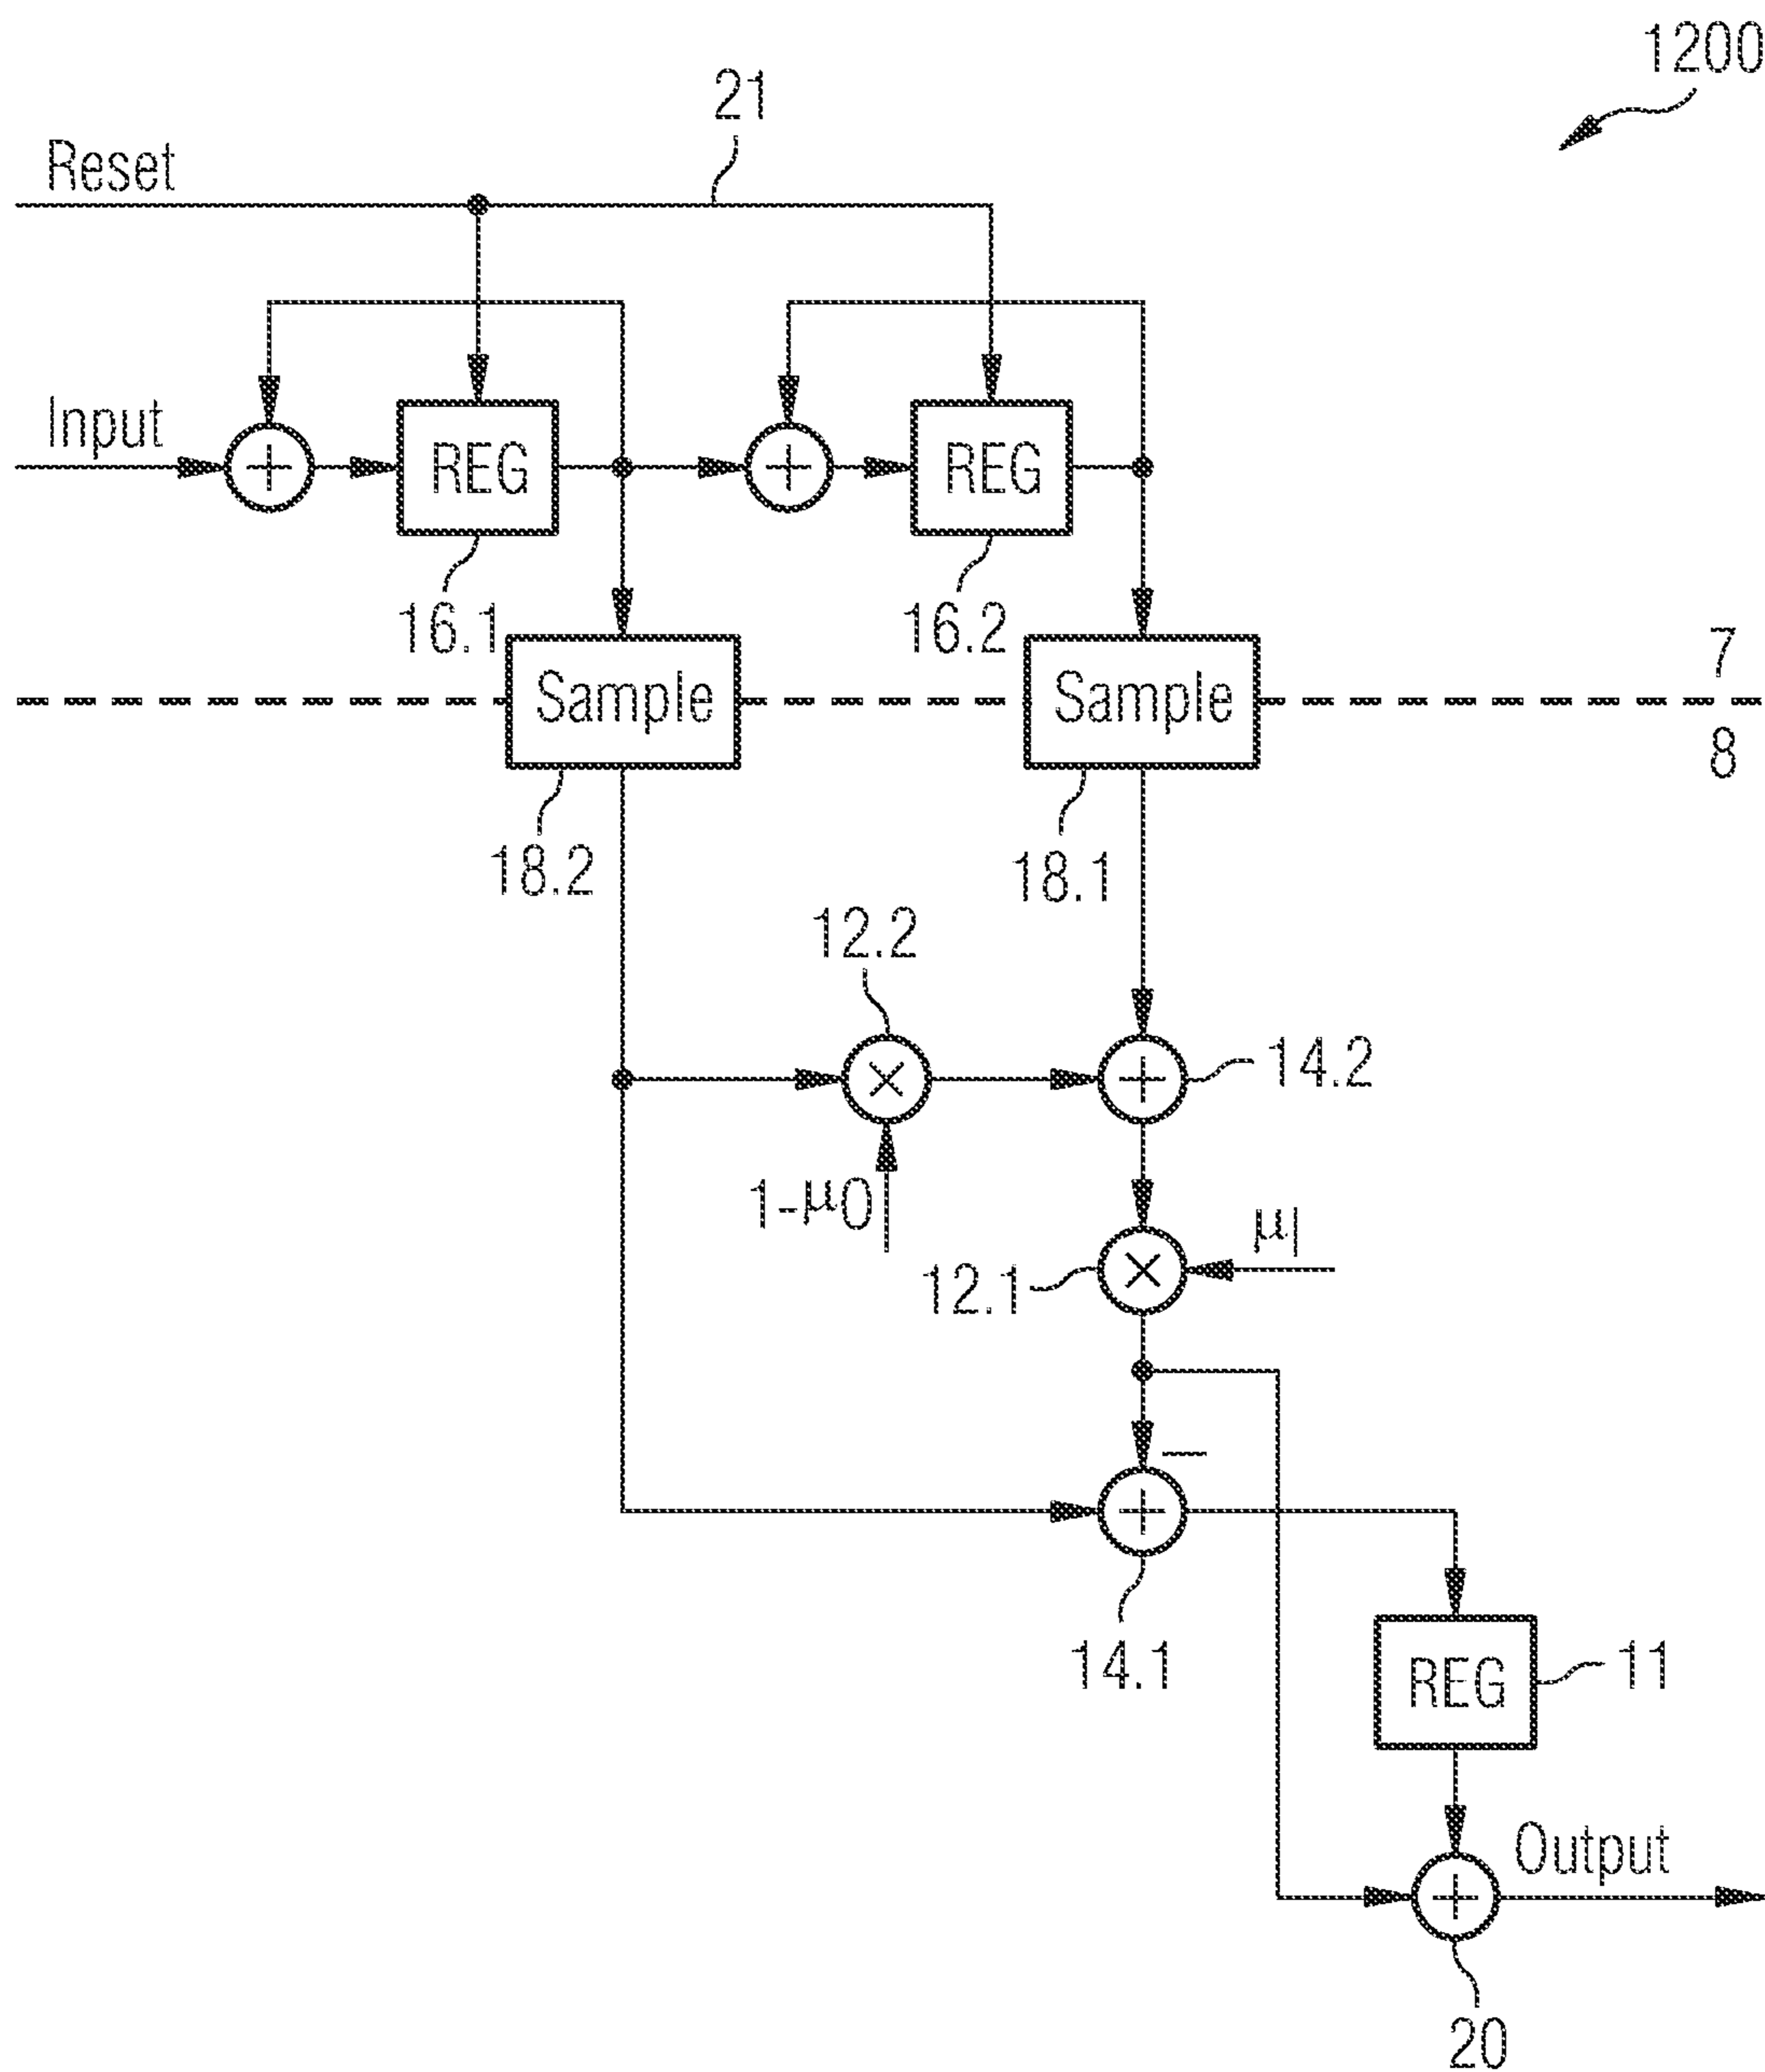 1200
21
Reset
Input
+
REG
+
REG
16.1
16.2
7
Sample
Sample
8
18.2
18.1
12.2
×
+
14.2
1-μ0
12.1
×
μI
−
+
14.1
REG
11
Output
+
20